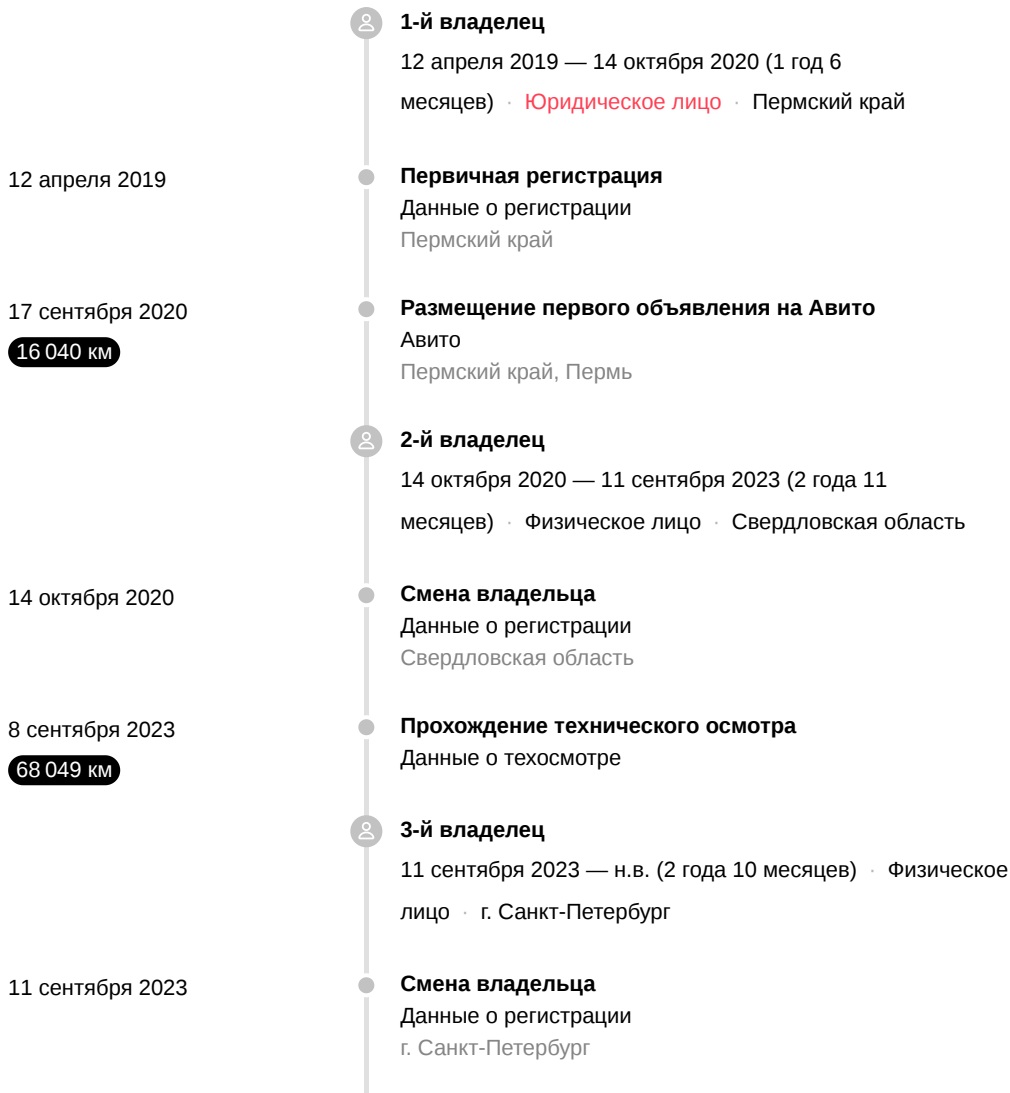 1-й владелец
12 апреля 2019 — 14 октября 2020 (1 год 6
месяцев) · Юридическое лицо · Пермский край
12 апреля 2019
Первичная регистрация
Данные о регистрации
Пермский край
17 сентября 2020
16 040 км
Размещение первого объявления на Авито
Авито
Пермский край, Пермь
2-й владелец
14 октября 2020 — 11 сентября 2023 (2 года 11
месяцев) · Физическое лицо · Свердловская область
14 октября 2020
Смена владельца
Данные о регистрации
Свердловская область
8 сентября 2023
68 049 км
Прохождение технического осмотра
Данные о техосмотре
3-й владелец
11 сентября 2023 — н.в. (2 года 10 месяцев) · Физическое
лицо · г. Санкт-Петербург
11 сентября 2023
Смена владельца
Данные о регистрации
г. Санкт-Петербург